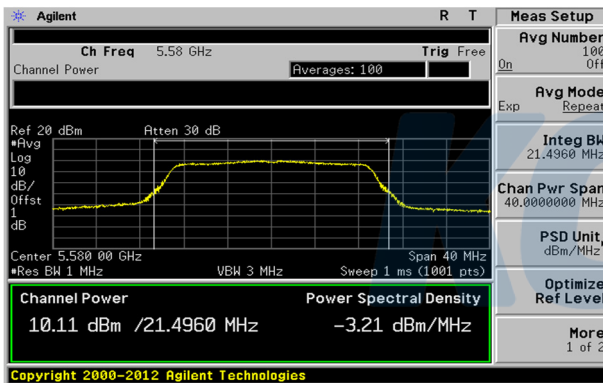 Agilent R T
Ch Freq 5.58 GHz Trig Free
Channel Power Averages: 100
Ref 20 dBm Atten 30 dB
#Avg
Log
10
dB/
Offst
1
dB
Center 5.580 00 GHz Span 40 MHz
#Res BW 1 MHz VBW 3 MHz Sweep 1 ms (1001 pts)
Channel Power Power Spectral Density
10.11 dBm /21.4960 MHz -3.21 dBm/MHz
Copyright 2000-2012 Agilent Technologies
Meas Setup
Avg Number
100
On Off
Avg Mode
Exp Repeat
Integ BW
21.4960 MHz
Chan Pwr Span
40.0000000 MHz
PSD Unit
dBm/MHz
Optimize
Ref Level
More
1 of 2